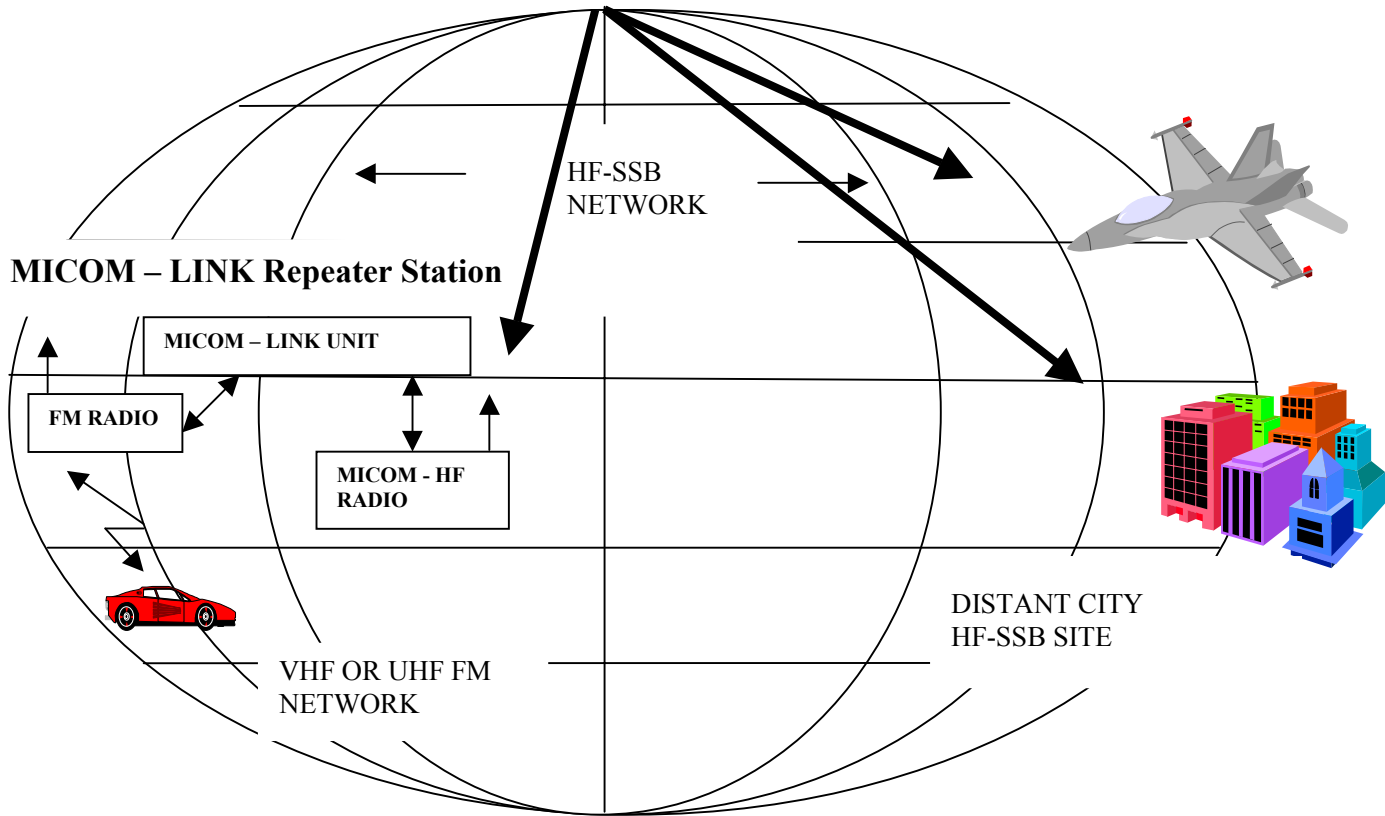 HF-SSB
NETWORK
MICOM – LINK Repeater Station
MICOM – LINK UNIT
FM RADIO
MICOM - HF
RADIO
DISTANT CITY
HF-SSB SITE
VHF OR UHF FM
NETWORK